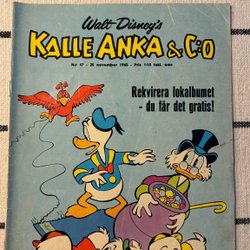 Walt Disney's
KALLE ANKA & C:O
Nr 47 - 20 november 1965 - Pris 1:15 inkl. oms
Rekvirera lokalbumet
- du får det gratis!